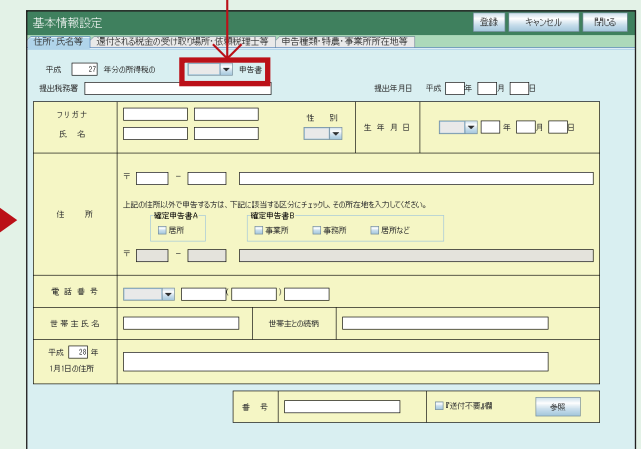 基本情報設定
登録 キャンセル 閉じる
住所・氏名等 還付される税金の受け取り場所・依頼税理士等 申告種類・特農・事業所所在地等
平成 27 年分の所得税の 申告書
提出税務署 提出年月日 平成 年 月 日
フリガナ
氏 名
性 別
生 年 月 日 年 月 日
〒 -
住 所
上記の住所以外で申告する方は、下記に該当する区分にチェックし、その所在地を入力してください。
確定申告書A 確定申告書B
居所 事業所 事務所 居所など
〒 -
電 話 番 号 ( )
世 帯 主 氏 名 世帯主との続柄
平成 28 年
1月1日の住所
番 号 『送付不要』欄 参照